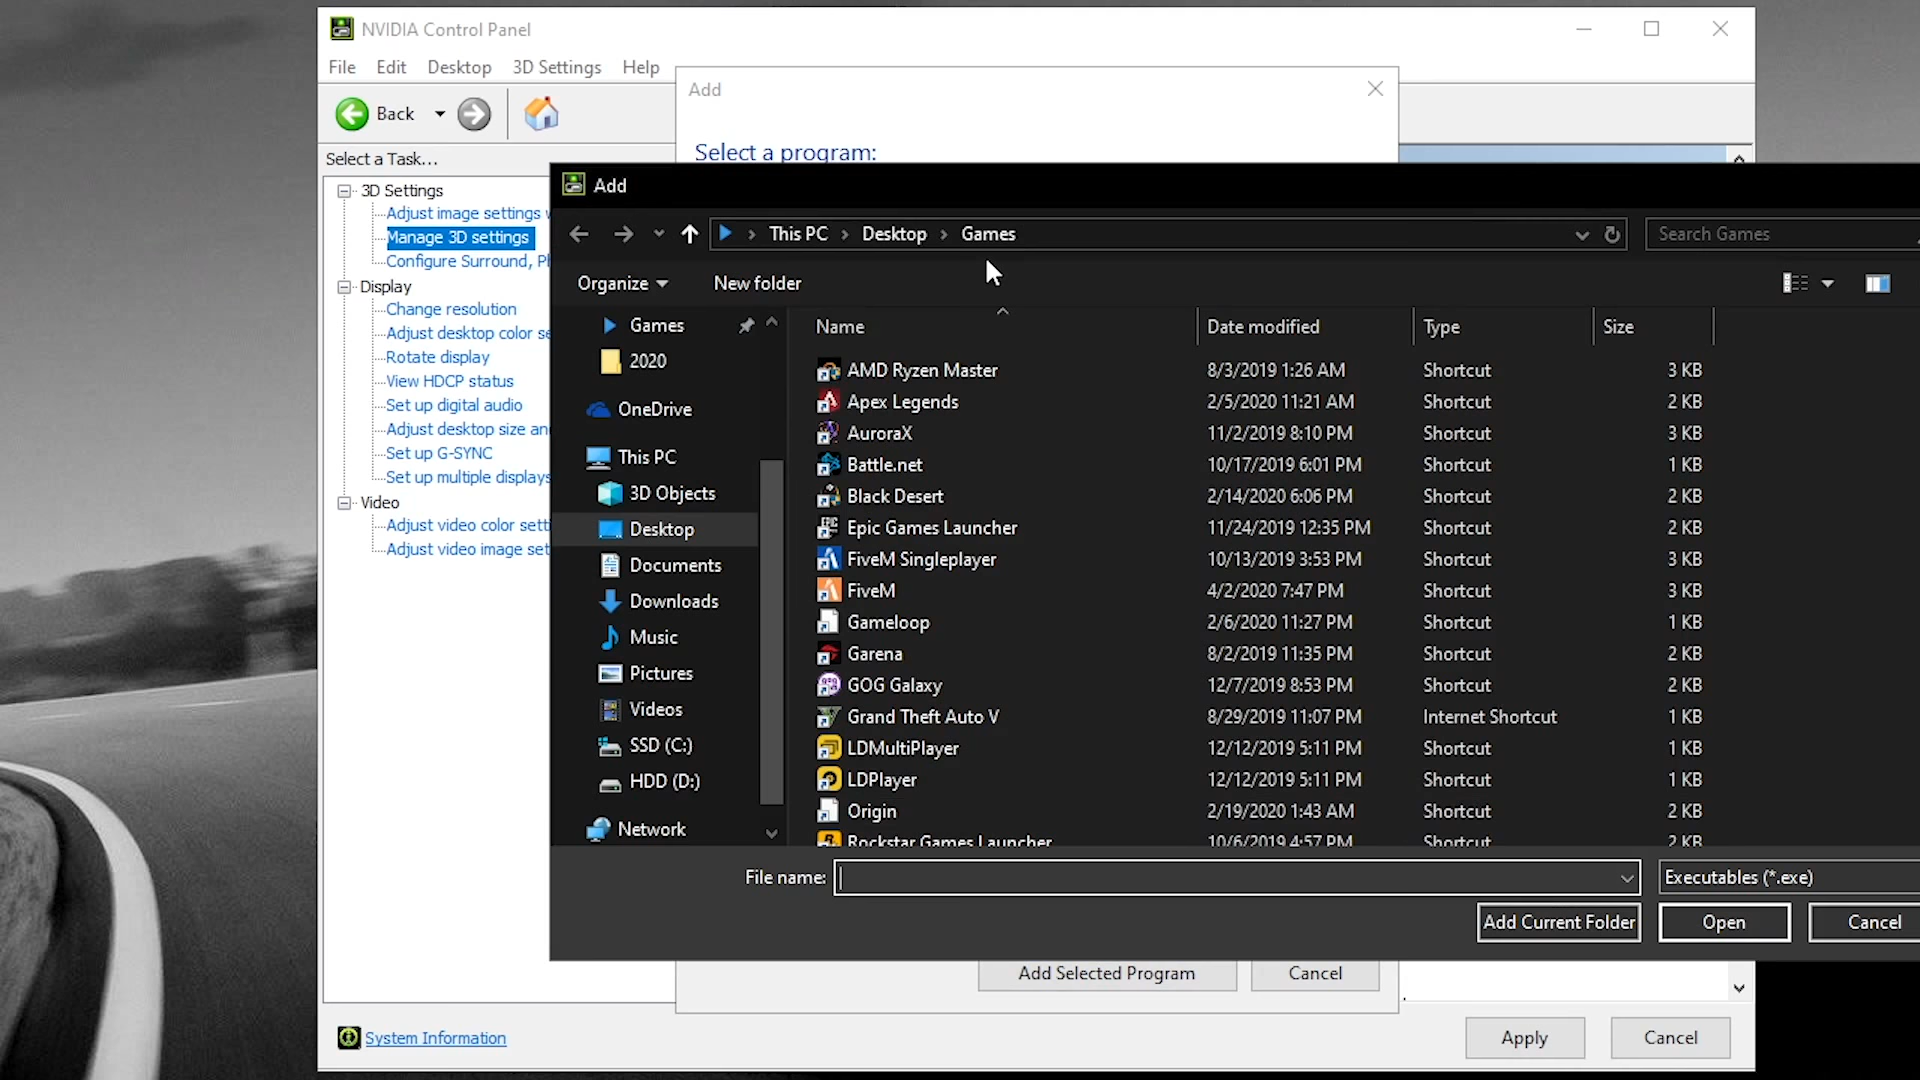 NVIDIA Control Panel
File Edit Desktop 3D Settings Help
Back
Select a Task...
3D Settings
Adjust image settings
Manage 3D settings
Configure Surround,
Display
Change resolution
Adjust desktop color
Rotate display
View HDCP status
Set up digital audio
Adjust desktop size
Set up G-SYNC
Set up multiple displays
Video
Adjust video color
Adjust video image
System Information
Apply Cancel
Add
Select a program:
Add Selected Program Cancel
Add
This PC Desktop Games
Search Games
Organize New folder
Games
2020
OneDrive
This PC
3D Objects
Desktop
Documents
Downloads
Music
Pictures
Videos
SSD (C:)
HDD (D:)
Network
Name Date modified Type Size
AMD Ryzen Master 8/3/2019 1:26 AM Shortcut 3 KB
Apex Legends 2/5/2020 11:21 AM Shortcut 2 KB
AuroraX 11/2/2019 8:10 PM Shortcut 3 KB
Battle.net 10/17/2019 6:01 PM Shortcut 1 KB
Black Desert 2/14/2020 6:06 PM Shortcut 2 KB
Epic Games Launcher 11/24/2019 12:35 PM Shortcut 2 KB
FiveM Singleplayer 10/13/2019 3:53 PM Shortcut 3 KB
FiveM 4/2/2020 7:47 PM Shortcut 3 KB
Gameloop 2/6/2020 11:27 PM Shortcut 1 KB
Garena 8/2/2019 11:35 PM Shortcut 2 KB
GOG Galaxy 12/7/2019 8:53 PM Shortcut 2 KB
Grand Theft Auto V 8/29/2019 11:07 PM Internet Shortcut 1 KB
LDMultiPlayer 12/12/2019 5:11 PM Shortcut 1 KB
LDPlayer 12/12/2019 5:11 PM Shortcut 1 KB
Origin 2/19/2020 1:43 AM Shortcut 2 KB
Rockstar Games Launcher 10/6/2019 4:57 PM Shortcut 2 KB
File name: Executables (*.exe)
Add Current Folder Open Cancel